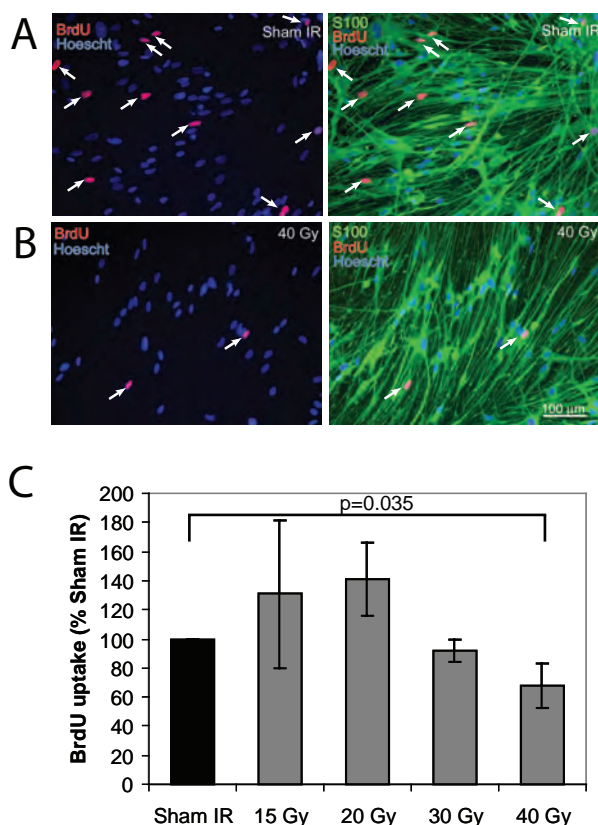 A
BrdU
Hoescht
Sham IR
S100
BrdU
Hoescht
Sham IR
B
BrdU
Hoescht
40 Gy
S100
BrdU
Hoescht
40 Gy
100 µm
C
BrdU uptake (% Sham IR)
200
180
160
140
120
100
80
60
40
20
0
p=0.035
Sham IR 15 Gy 20 Gy 30 Gy 40 Gy